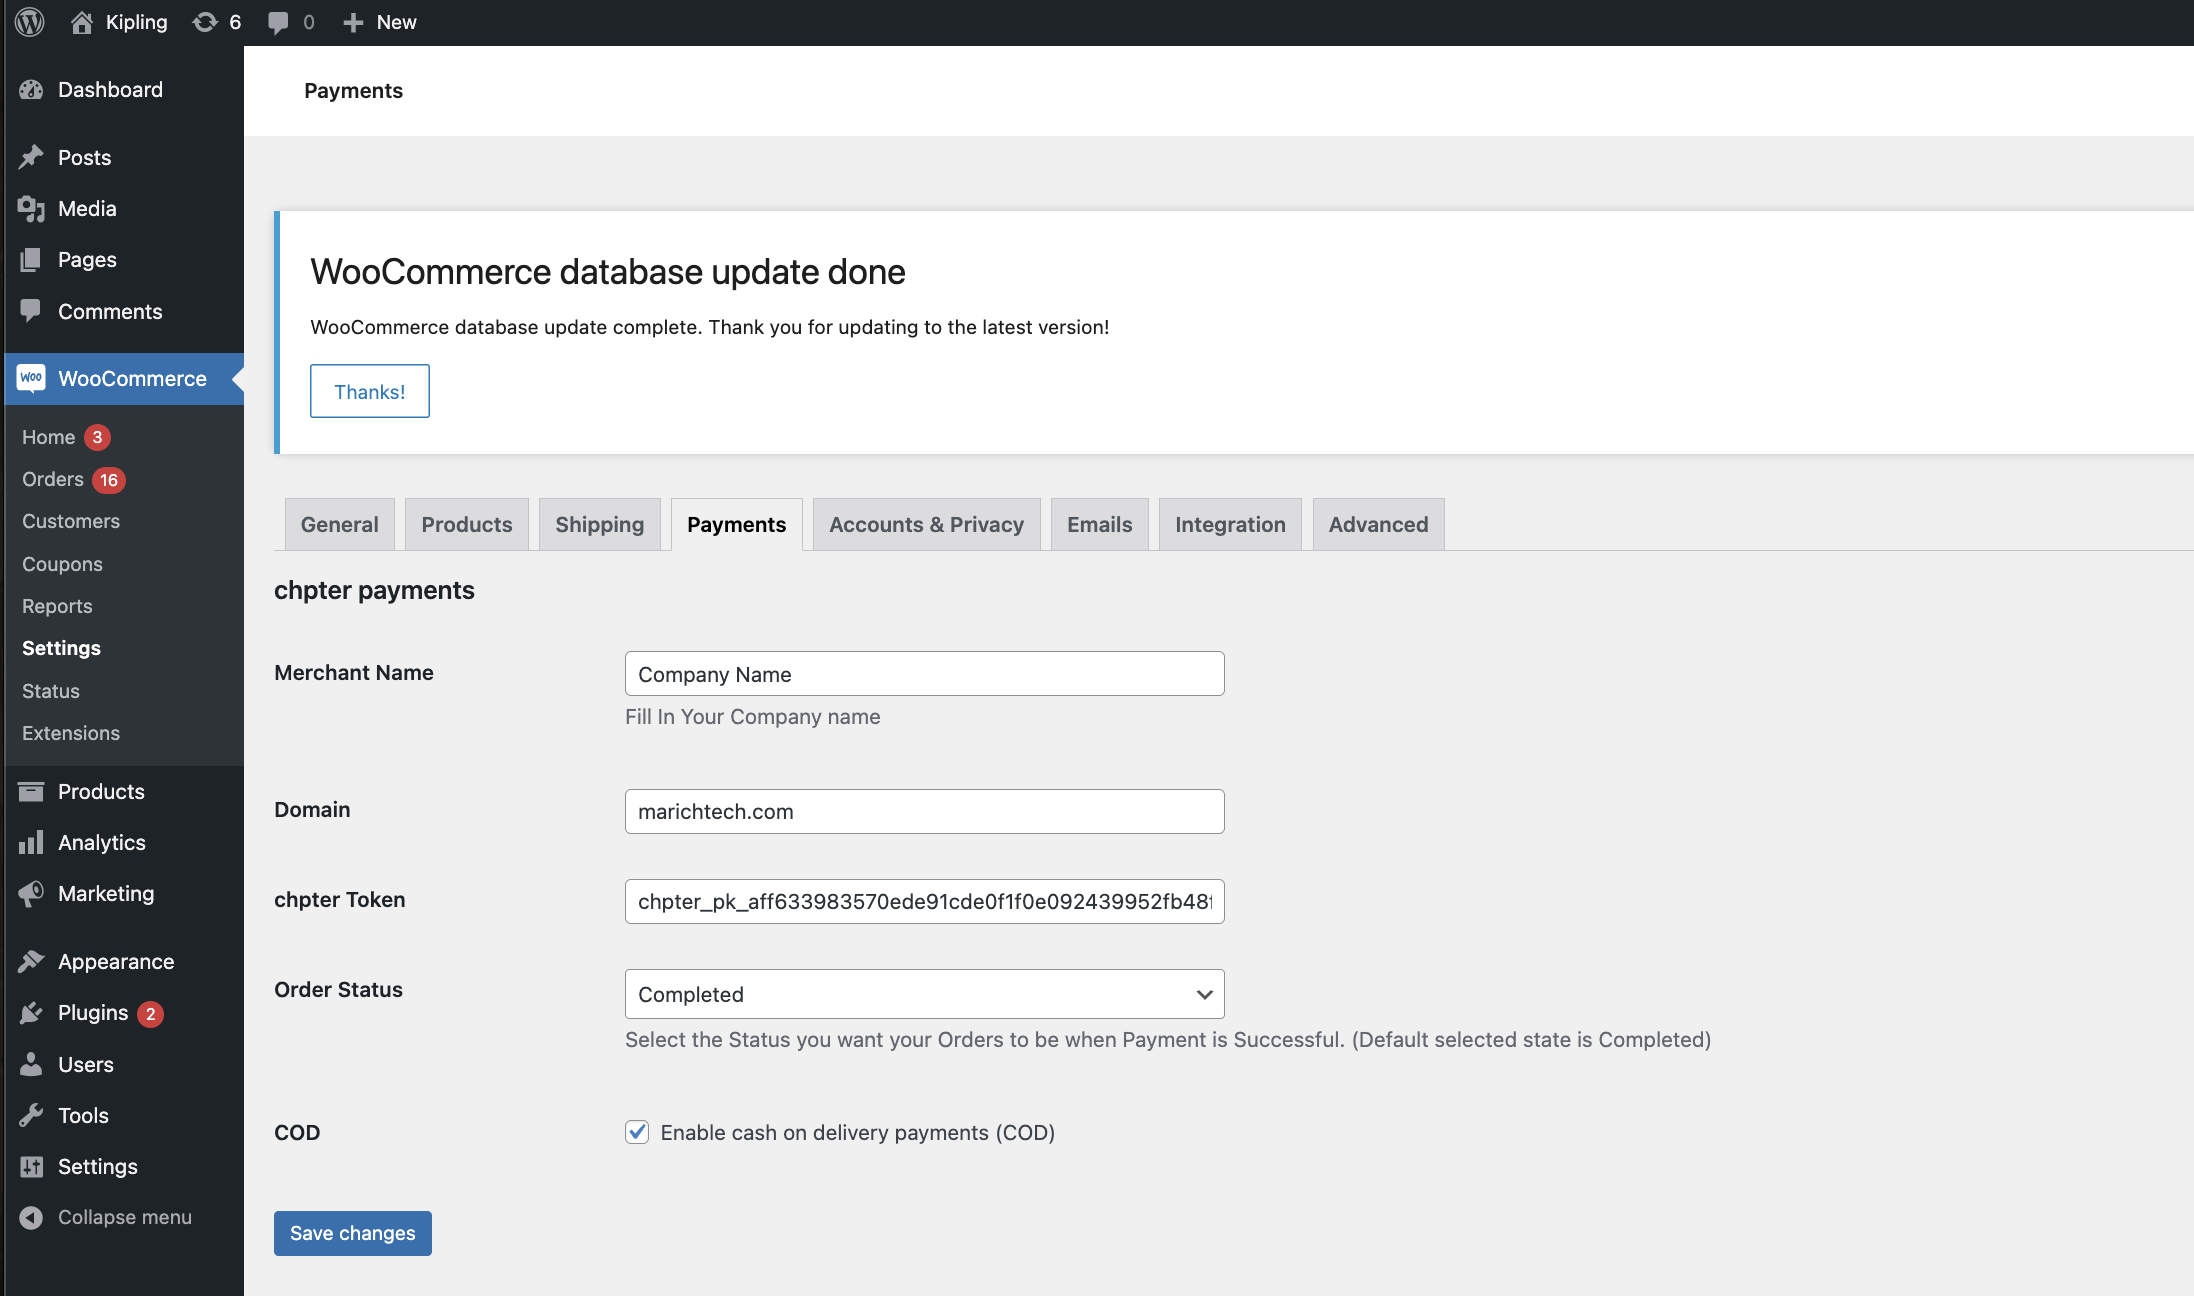 Kipling 6 0 New
Dashboard
Posts
Media
Pages
Comments
Woo WooCommerce
Home 3
Orders 16
Customers
Coupons
Reports
Settings
Status
Extensions
Products
Analytics
Marketing
Appearance
Plugins 2
Users
Tools
Settings
Collapse menu
Payments
WooCommerce database update done
WooCommerce database update complete. Thank you for updating to the latest version!
Thanks!
General Products Shipping Payments Accounts & Privacy Emails Integration Advanced
chpter payments
Merchant Name Company Name
Fill In Your Company name
Domain marichtech.com
chpter Token chpter_pk_aff633983570ede91cde0f1f0e092439952fb48f
Order Status Completed
Select the Status you want your Orders to be when Payment is Successful. (Default selected state is Completed)
COD Enable cash on delivery payments (COD)
Save changes